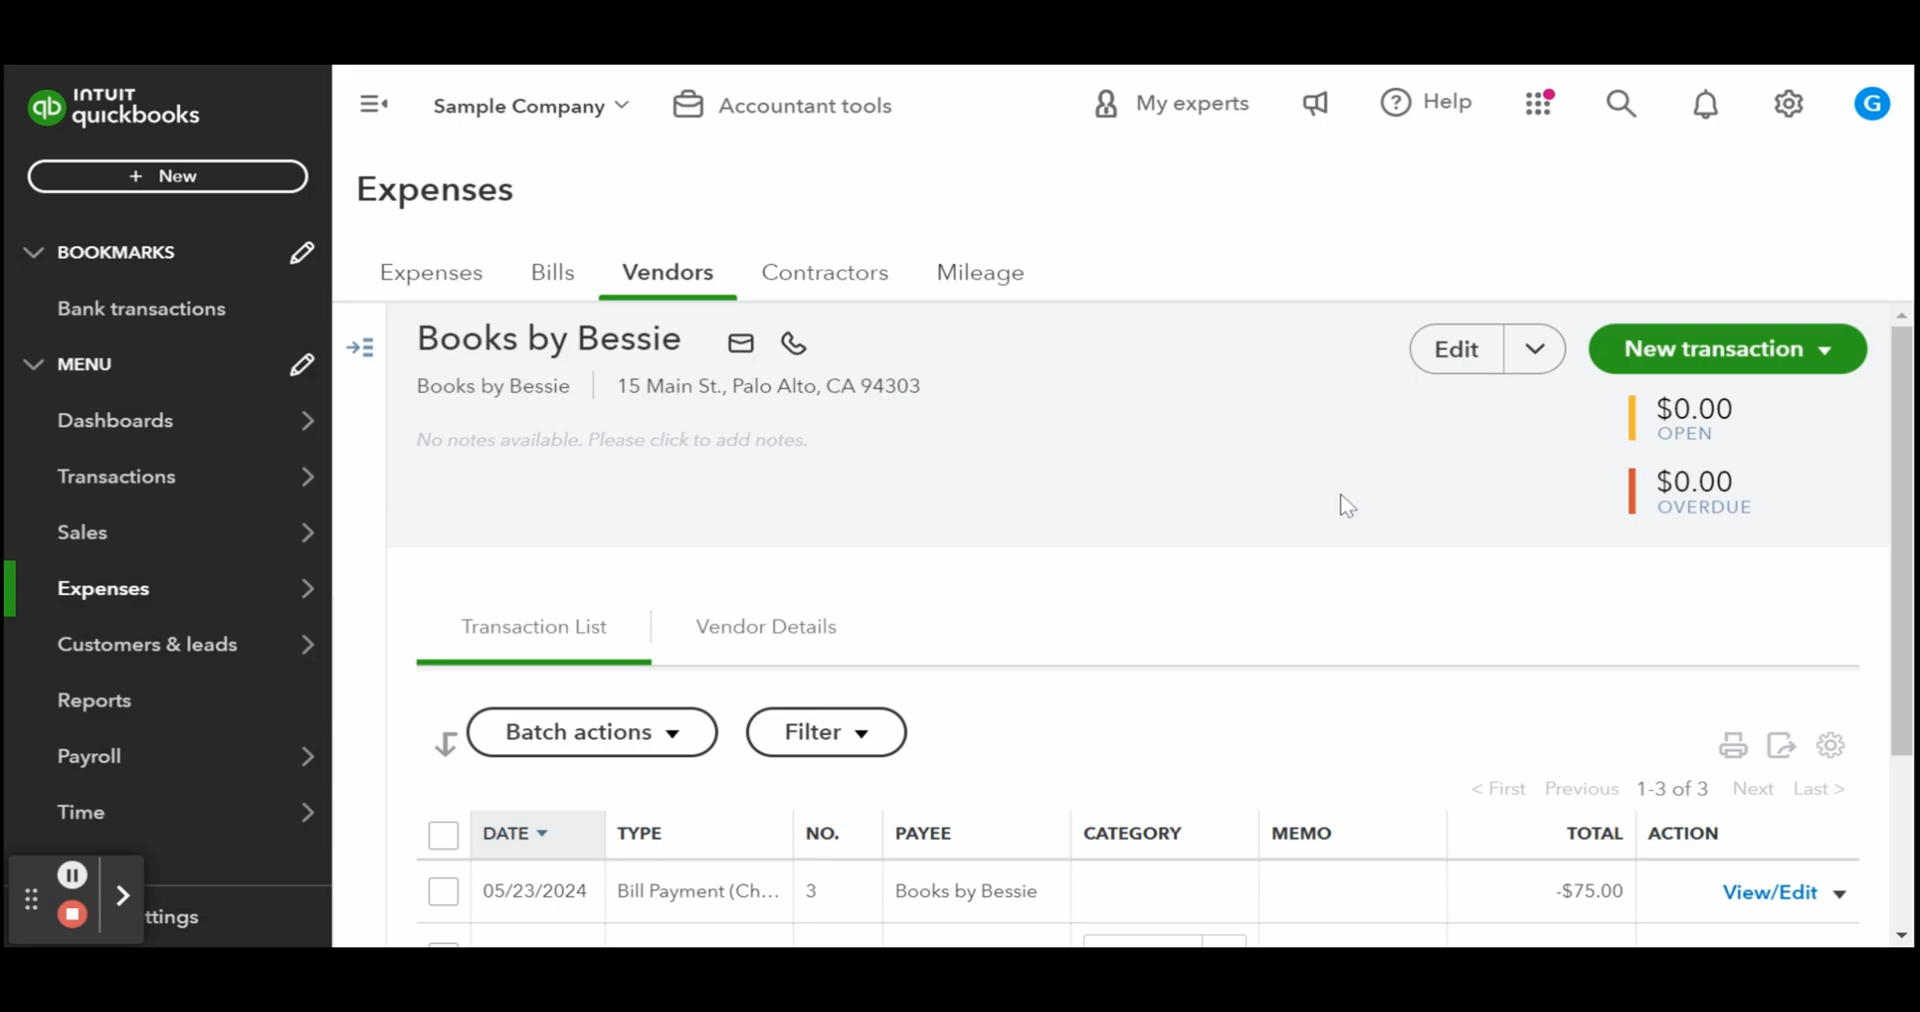 INTUIT
qb quickbooks
Sample Company
Accountant tools
My experts
? Help
G
+ New
Expenses
BOOKMARKS
Bank transactions
Expenses Bills Vendors Contractors Mileage
MENU
Dashboards
Transactions
Sales
Expenses
Customers & leads
Reports
Payroll
Time
ttings
Books by Bessie
Edit
New transaction
Books by Bessie 15 Main St., Palo Alto, CA 94303
No notes available. Please click to add notes.
$0.00
OPEN
$0.00
OVERDUE
Transaction List Vendor Details
Batch actions Filter
< First Previous 1-3 of 3 Next Last >
DATE TYPE NO. PAYEE CATEGORY MEMO TOTAL ACTION
05/23/2024 Bill Payment (Ch... 3 Books by Bessie -$75.00 View/Edit